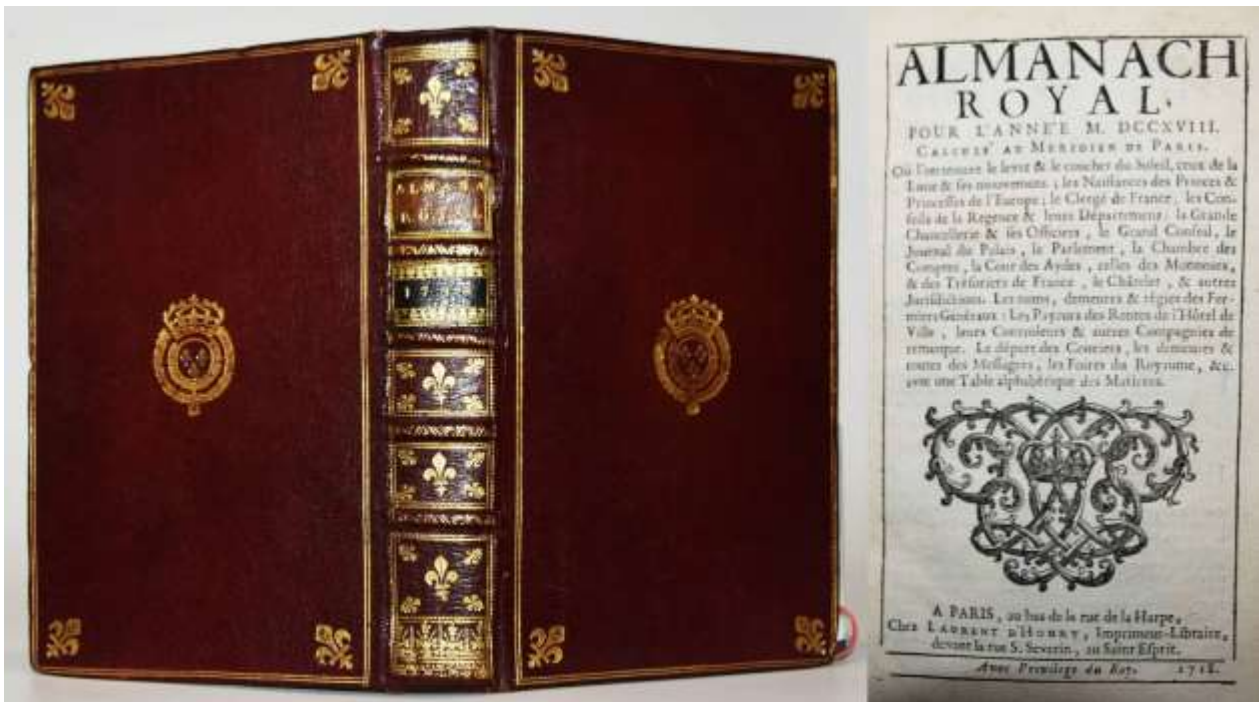 ALMANA
ROYAL
ALMANACH
ROYAL,
POUR L'ANNÉE M. DCCXVIII.
CALCULÉ AU MERIDIEN DE PARIS.
Où l'on trouve le levé & le coucher du Soleil, ceux de la
Lune & ses mouvemens ; les Naissances des Princes &
Princesses de l'Europe ; le Clergé de France, les Con-
seils de la Regence & leurs Département, la Grande
Chancellerie & ses Officiers, le Grand Conseil, le
Journal du Palais, le Parlement, la Chambre des
Comptes, la Cour des Aydes, celles des Monnoies,
& des Trésoriers de France, le Châtelet, & autres
Jurisdictions. Les noms, demeures & régies des Fer-
miers Generaux : Les Payeurs des Rentes de l'Hôtel de
Ville, leurs Controleurs & autres Compagnies de
remarque. Le départ des Couriers, les demeures &
routes des Messagers, les Foires du Royaume, &c.
avec une Table alphabétique des Matieres.
A PARIS, au bas de la rue de la Harpe,
Chez LAURENT D'HOURY, Imprimeur-Libraire,
devant la rue S. Severin, au Saint Esprit.
Avec Privilege du Roy. 1718.